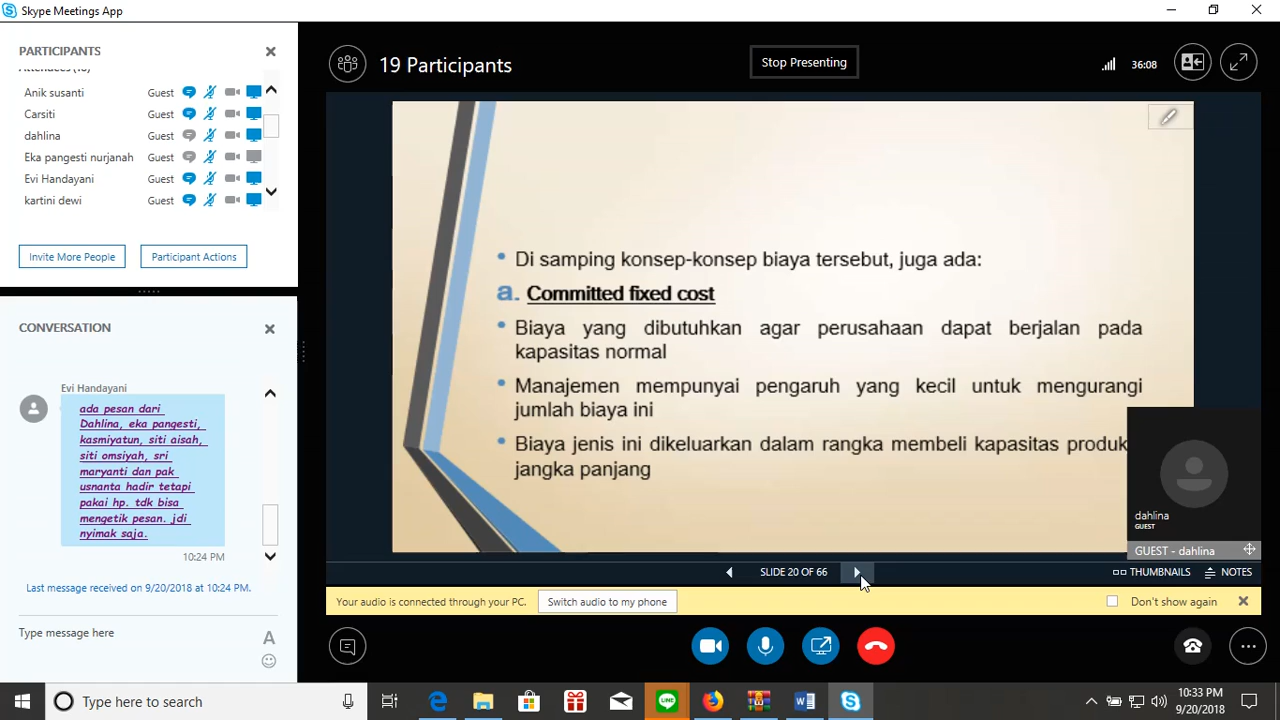 Skype Meetings App
PARTICIPANTS
Anik susanti Guest
Carsiti Guest
dahlina Guest
Eka pangesti nurjanah Guest
Evi Handayani Guest
kartini dewi Guest
Invite More People
Participant Actions
CONVERSATION
Evi Handayani
ada pesan dari
Dahlina, eka pangesti,
kasmiyatun, siti aisah,
siti omsiyah, sri
maryanti dan pak
usnanta hadir tetapi
pakai hp. tdk bisa
mengetik pesan. jdi
nyimak saja.
10:24 PM
Last message received on 9/20/2018 at 10:24 PM.
Type message here
A
19 Participants
Stop Presenting
36:08
• Di samping konsep-konsep biaya tersebut, juga ada:
a. Committed fixed cost
• Biaya yang dibutuhkan agar perusahaan dapat berjalan pada
kapasitas normal
• Manajemen mempunyai pengaruh yang kecil untuk mengurangi
jumlah biaya ini
• Biaya jenis ini dikeluarkan dalam rangka membeli kapasitas produk
jangka panjang
dahlina
GUEST
GUEST - dahlina
SLIDE 20 OF 66
THUMBNAILS
NOTES
Your audio is connected through your PC.
Switch audio to my phone
Don't show again
Type here to search
10:33 PM
9/20/2018